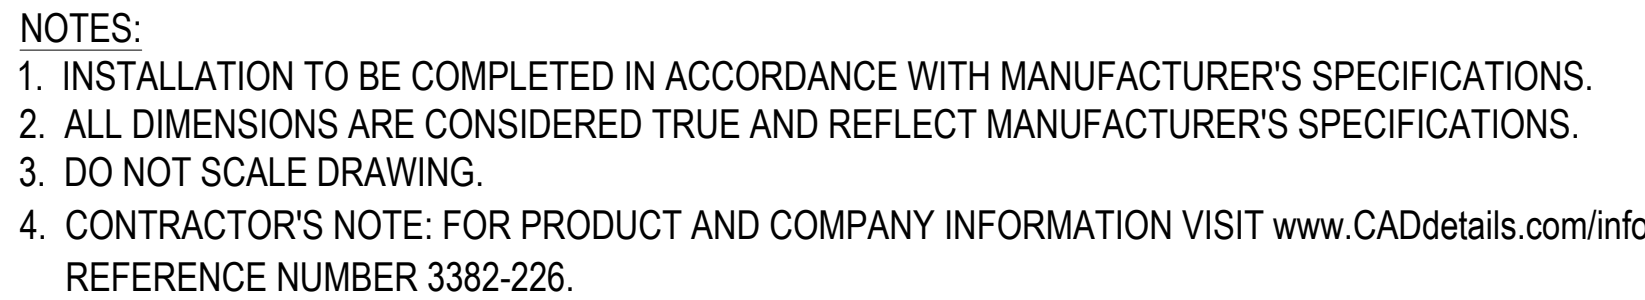 NOTES:
1. INSTALLATION TO BE COMPLETED IN ACCORDANCE WITH MANUFACTURER'S SPECIFICATIONS.
2. ALL DIMENSIONS ARE CONSIDERED TRUE AND REFLECT MANUFACTURER'S SPECIFICATIONS.
3. DO NOT SCALE DRAWING.
4. CONTRACTOR'S NOTE: FOR PRODUCT AND COMPANY INFORMATION VISIT www.CADdetails.com/info
REFERENCE NUMBER 3382-226.